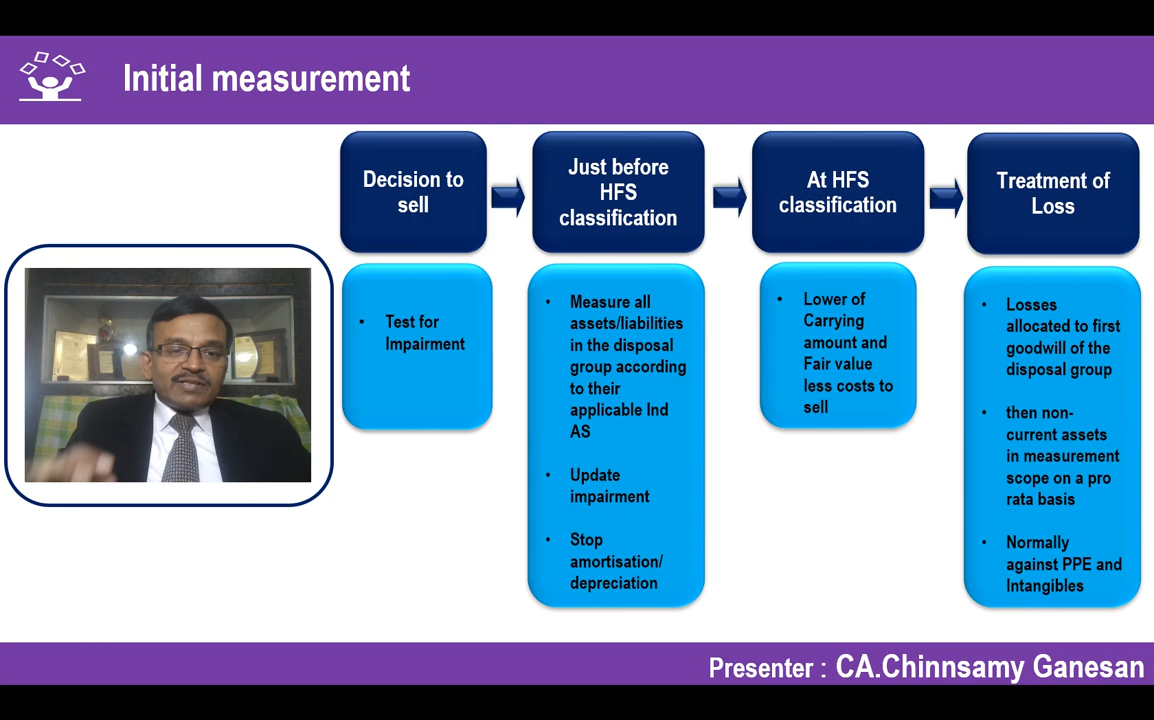 Initial measurement
Decision to
sell
Just before
HFS
classification
At HFS
classification
Treatment of
Loss
• Test for
Impairment
• Measure all
assets/liabilities
in the disposal
group according
to their
applicable Ind
AS
• Update
impairment
• Stop
amortisation/
depreciation
• Lower of
Carrying
amount and
Fair value
less costs to
sell
• Losses
allocated to first
goodwill of the
disposal group
• then non-
current assets
in measurement
scope on a pro
rata basis
• Normally
against PPE and
Intangibles
Presenter : CA.Chinnsamy Ganesan